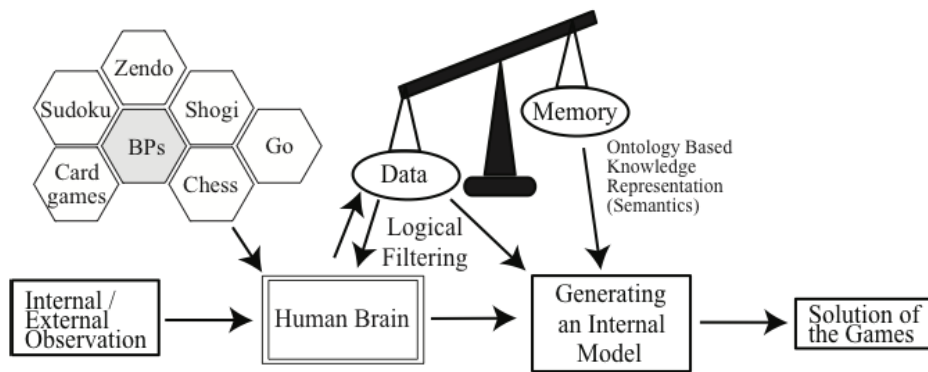 Zendo
Sudoku
Shogi
BPs
Go
Card
games
Chess
Data
Memory
Ontology Based
Knowledge
Representation
(Semantics)
Logical
Filtering
Internal /
External
Observation
Human Brain
Generating
an Internal
Model
Solution of
the Games